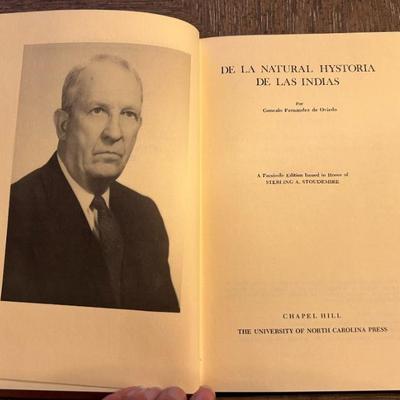 DE LA NATURAL HYSTORIA
DE LAS INDIAS
Por
Gonzalo Fernández de Oviedo
A Facsimile Edition Issued in Honor of
STERLING A. STOUDEMIRE
CHAPEL HILL
THE UNIVERSITY OF NORTH CAROLINA PRESS